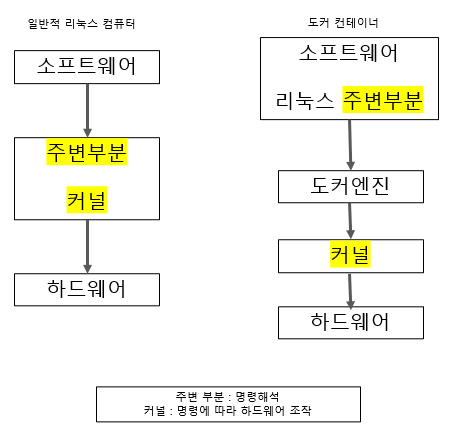 일반적 리눅스 컴퓨터
소프트웨어
주변부분
커널
하드웨어
도커 컨테이너
소프트웨어
리눅스 주변부분
도커엔진
커널
하드웨어
주변 부분 : 명령해석
커널 : 명령에 따라 하드웨어 조작